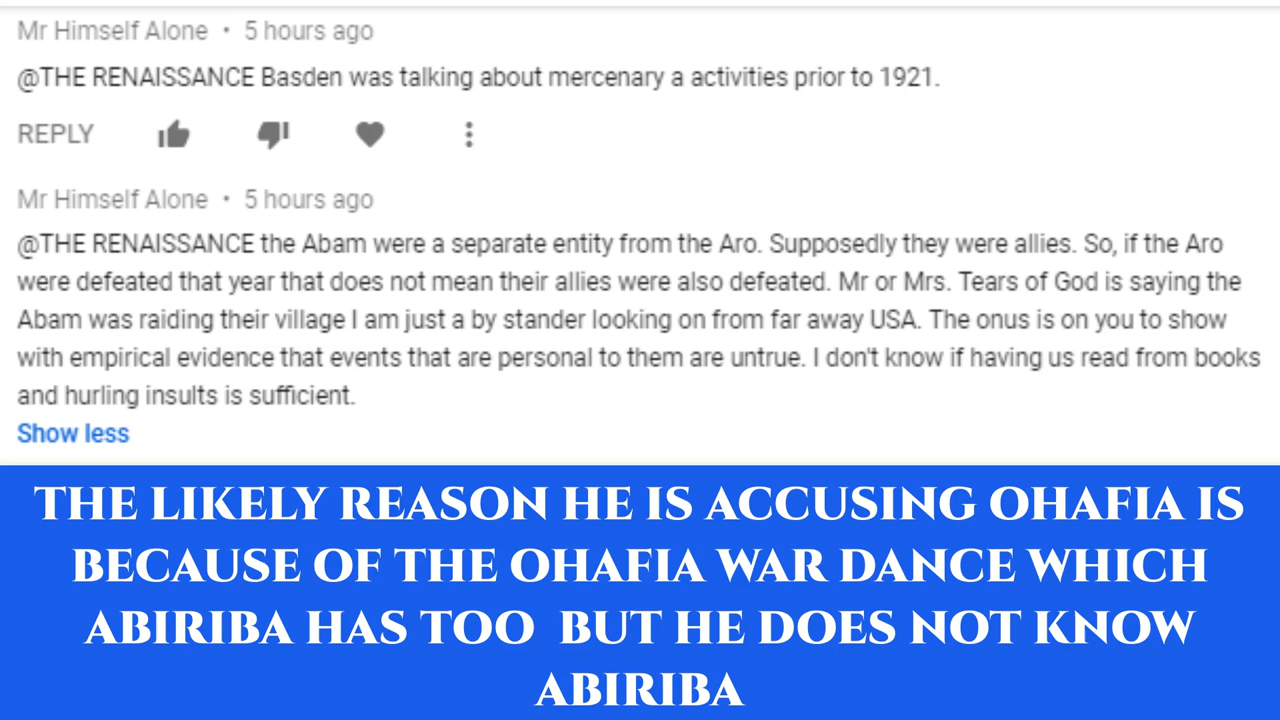 Mr Himself Alone • 5 hours ago
@THE RENAISSANCE Basden was talking about mercenary a activities prior to 1921.
REPLY
Mr Himself Alone • 5 hours ago
@THE RENAISSANCE the Abam were a separate entity from the Aro. Supposedly they were allies. So, if the Aro
were defeated that year that does not mean their allies were also defeated. Mr or Mrs. Tears of God is saying the
Abam was raiding their village I am just a by stander looking on from far away USA. The onus is on you to show
with empirical evidence that events that are personal to them are untrue. I don't know if having us read from books
and hurling insults is sufficient.
Show less
THE LIKELY REASON HE IS ACCUSING OHAFIA IS
BECAUSE OF THE OHAFIA WAR DANCE WHICH
ABIRIBA HAS TOO BUT HE DOES NOT KNOW
ABIRIBA